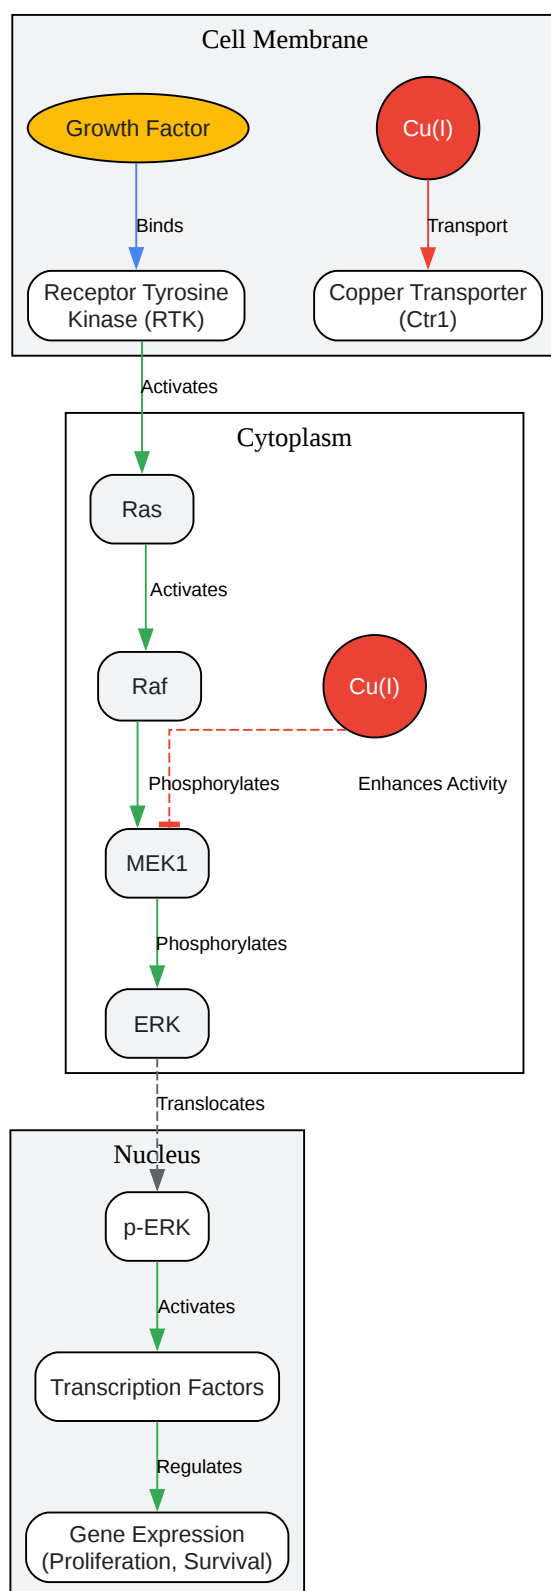 Cell Membrane
Growth Factor
Cu(I)
Binds
Transport
Receptor Tyrosine
Kinase (RTK)
Copper Transporter
(Ctr1)
Activates
Cytoplasm
Ras
Activates
Raf
Cu(I)
Phosphorylates
Enhances Activity
MEK1
Phosphorylates
ERK
Translocates
Nucleus
p-ERK
Activates
Transcription Factors
Regulates
Gene Expression
(Proliferation, Survival)